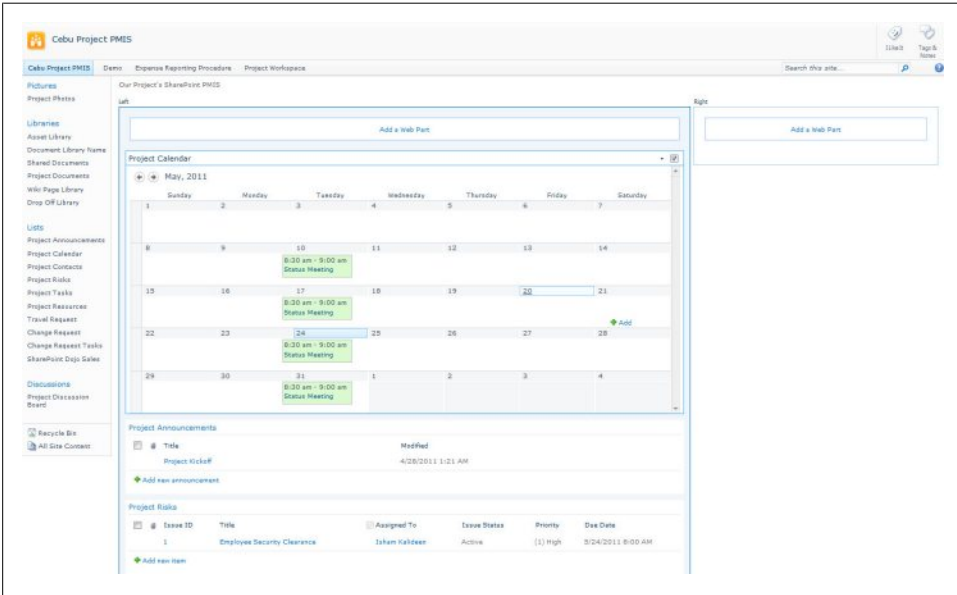 Cebu Project PMIS
I Like It
Tags & Notes
Cebu Project PMIS Demo Expense Reporting Procedure Project Workspace
Search this site...
Pictures
Project Photos
Libraries
Asset Library
Document Library Name
Shared Documents
Project Documents
Wiki Page Library
Drop Off Library
Lists
Project Announcements
Project Calendar
Project Contacts
Project Risks
Project Tasks
Project Resources
Travel Request
Change Request
Change Request Tasks
SharePoint Dojo Sales
Discussions
Project Discussion
Board
Recycle Bin
All Site Content
Our Project's SharePoint PMIS
Left
Add a Web Part
Project Calendar
May, 2011
Sunday Monday Tuesday Wednesday Thursday Friday Saturday
1 2 3 4 5 6 7
8 9 10 11 12 13 14
8:30 am - 9:00 am
Status Meeting
15 16 17 18 19 20 21
8:30 am - 9:00 am
Status Meeting
Add
22 23 24 25 26 27 28
8:30 am - 9:00 am
Status Meeting
29 30 31 1 2 3 4
8:30 am - 9:00 am
Status Meeting
Project Announcements
Title Modified
Project Kickoff 4/28/2011 1:21 AM
Add new announcement
Project Risks
Issue ID Title Assigned To Issue Status Priority Due Date
1 Employee Security Clearance Isham Kalideen Active (1) High 5/24/2011 6:00 AM
Add new item
Right
Add a Web Part